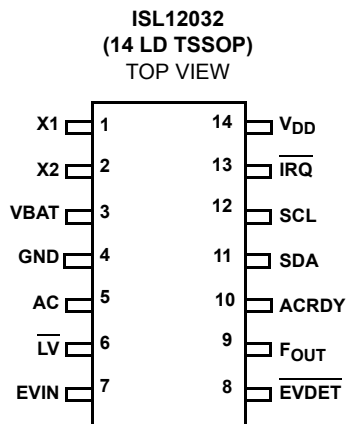 ISL12032
(14 LD TSSOP)
TOP VIEW
X1 1 14 VDD
X2 2 13 IRQ
VBAT 3 12 SCL
GND 4 11 SDA
AC 5 10 ACRDY
LV 6 9 FOUT
EVIN 7 8 EVDET